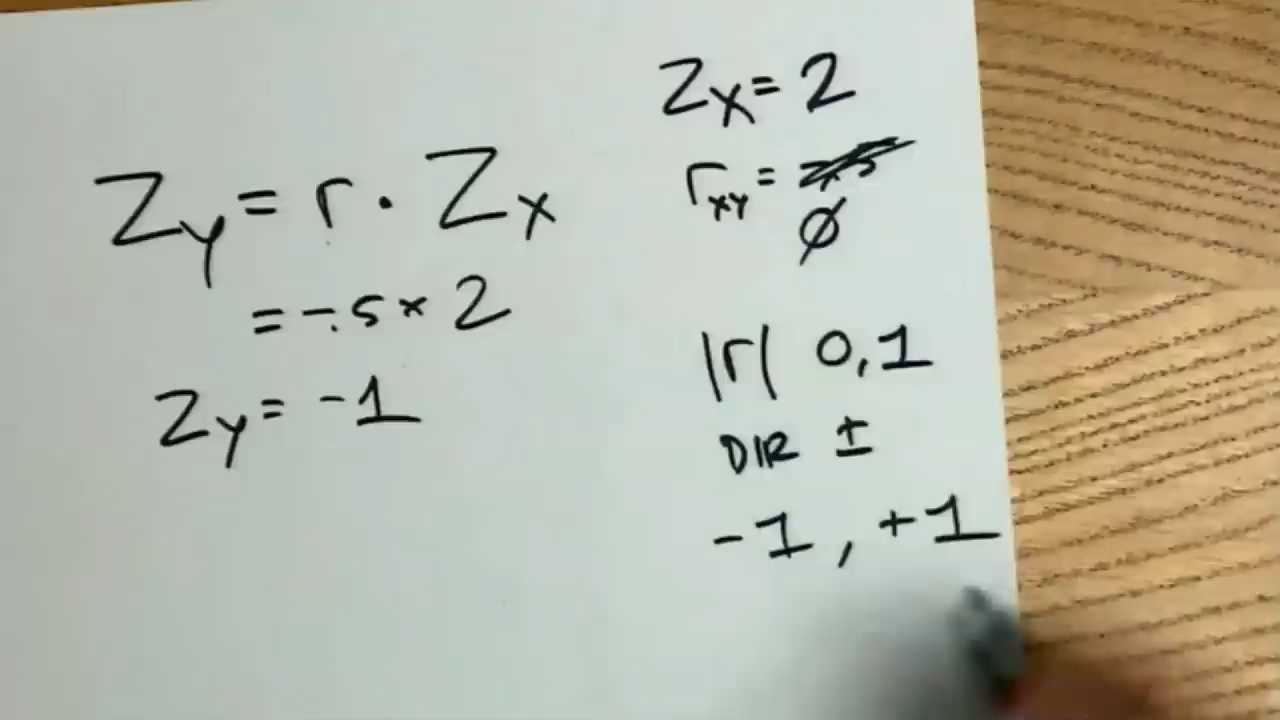 Zy = r · Zx
= -.5 × 2
Zy = -1
Zx = 2
rxy =
Ø
|r| 0,1
DIR ±
-1, +1